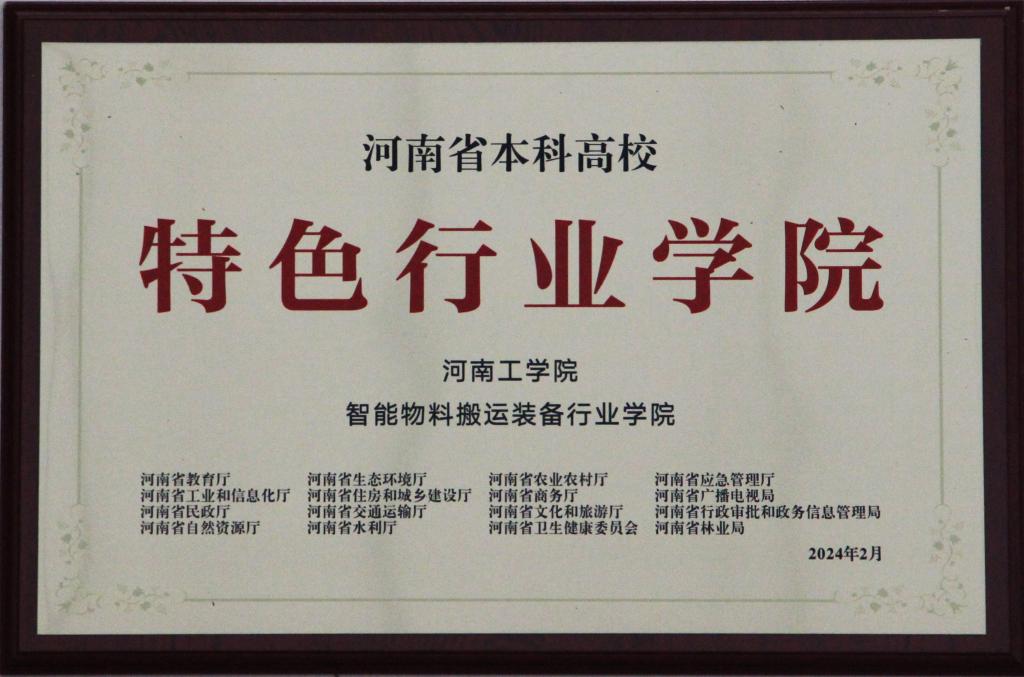 河南省本科高校
特色行业学院
河南工学院
智能物料搬运装备行业学院
河南省教育厅 河南省生态环境厅 河南省农业农村厅 河南省应急管理厅
河南省工业和信息化厅 河南省住房和城乡建设厅 河南省商务厅 河南省广播电视局
河南省民政厅 河南省交通运输厅 河南省文化和旅游厅 河南省行政审批和政务信息管理局
河南省自然资源厅 河南省水利厅 河南省卫生健康委员会 河南省林业局
2024年2月